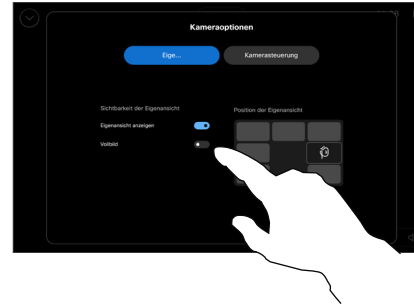 Kameraoptionen
Eige...
Kamerasteuerung
Sichtbarkeit der Eigenansicht
Position der Eigenansicht
Eigenansicht anzeigen
Vollbild